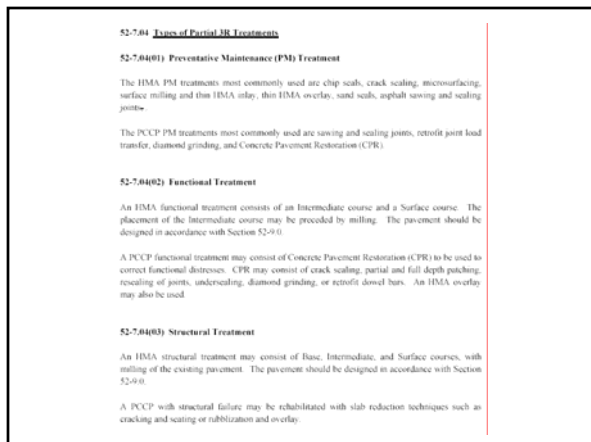 52-7.04 Types of Partial 3R Treatments
52-7.04(01) Preventative Maintenance (PM) Treatment
The HMA PM treatments most commonly used are chip seals, crack sealing, microsurfacing,
surface milling and thin HMA inlay, thin HMA overlay, sand seals, asphalt sawing and sealing
joints.
The PCCP PM treatments most commonly used are sawing and sealing joints, retrofit joint load
transfer, diamond grinding, and Concrete Pavement Restoration (CPR)
52-7.04(02) Functional Treatment
An HMA functional treatment consists of an Intermediate course and a Surface course. The
placement of the Intermediate course may be preceded by milling. The pavement should be
designed in accordance with Section 52-9.0.
A PCCP functional treatment may consist of Concrete Pavement Restoration (CPR) to be used to
correct functional distresses. CPR may consist of crack sealing, partial and full depth patching,
resealing of joints, undersealing, diamond grinding, or retrofit dowel bars. An HMA overlay
may also be used.
52-7.04(03) Structural Treatment
An HMA structural treatment may consist of Base, Intermediate, and Surface courses, with
milling of the existing pavement. The pavement should be designed in accordance with Section
52-9.0.
A PCCP with structural failure may be rehabilitated with slab reduction techniques such as
cracking and seating or rubblization and overlay.